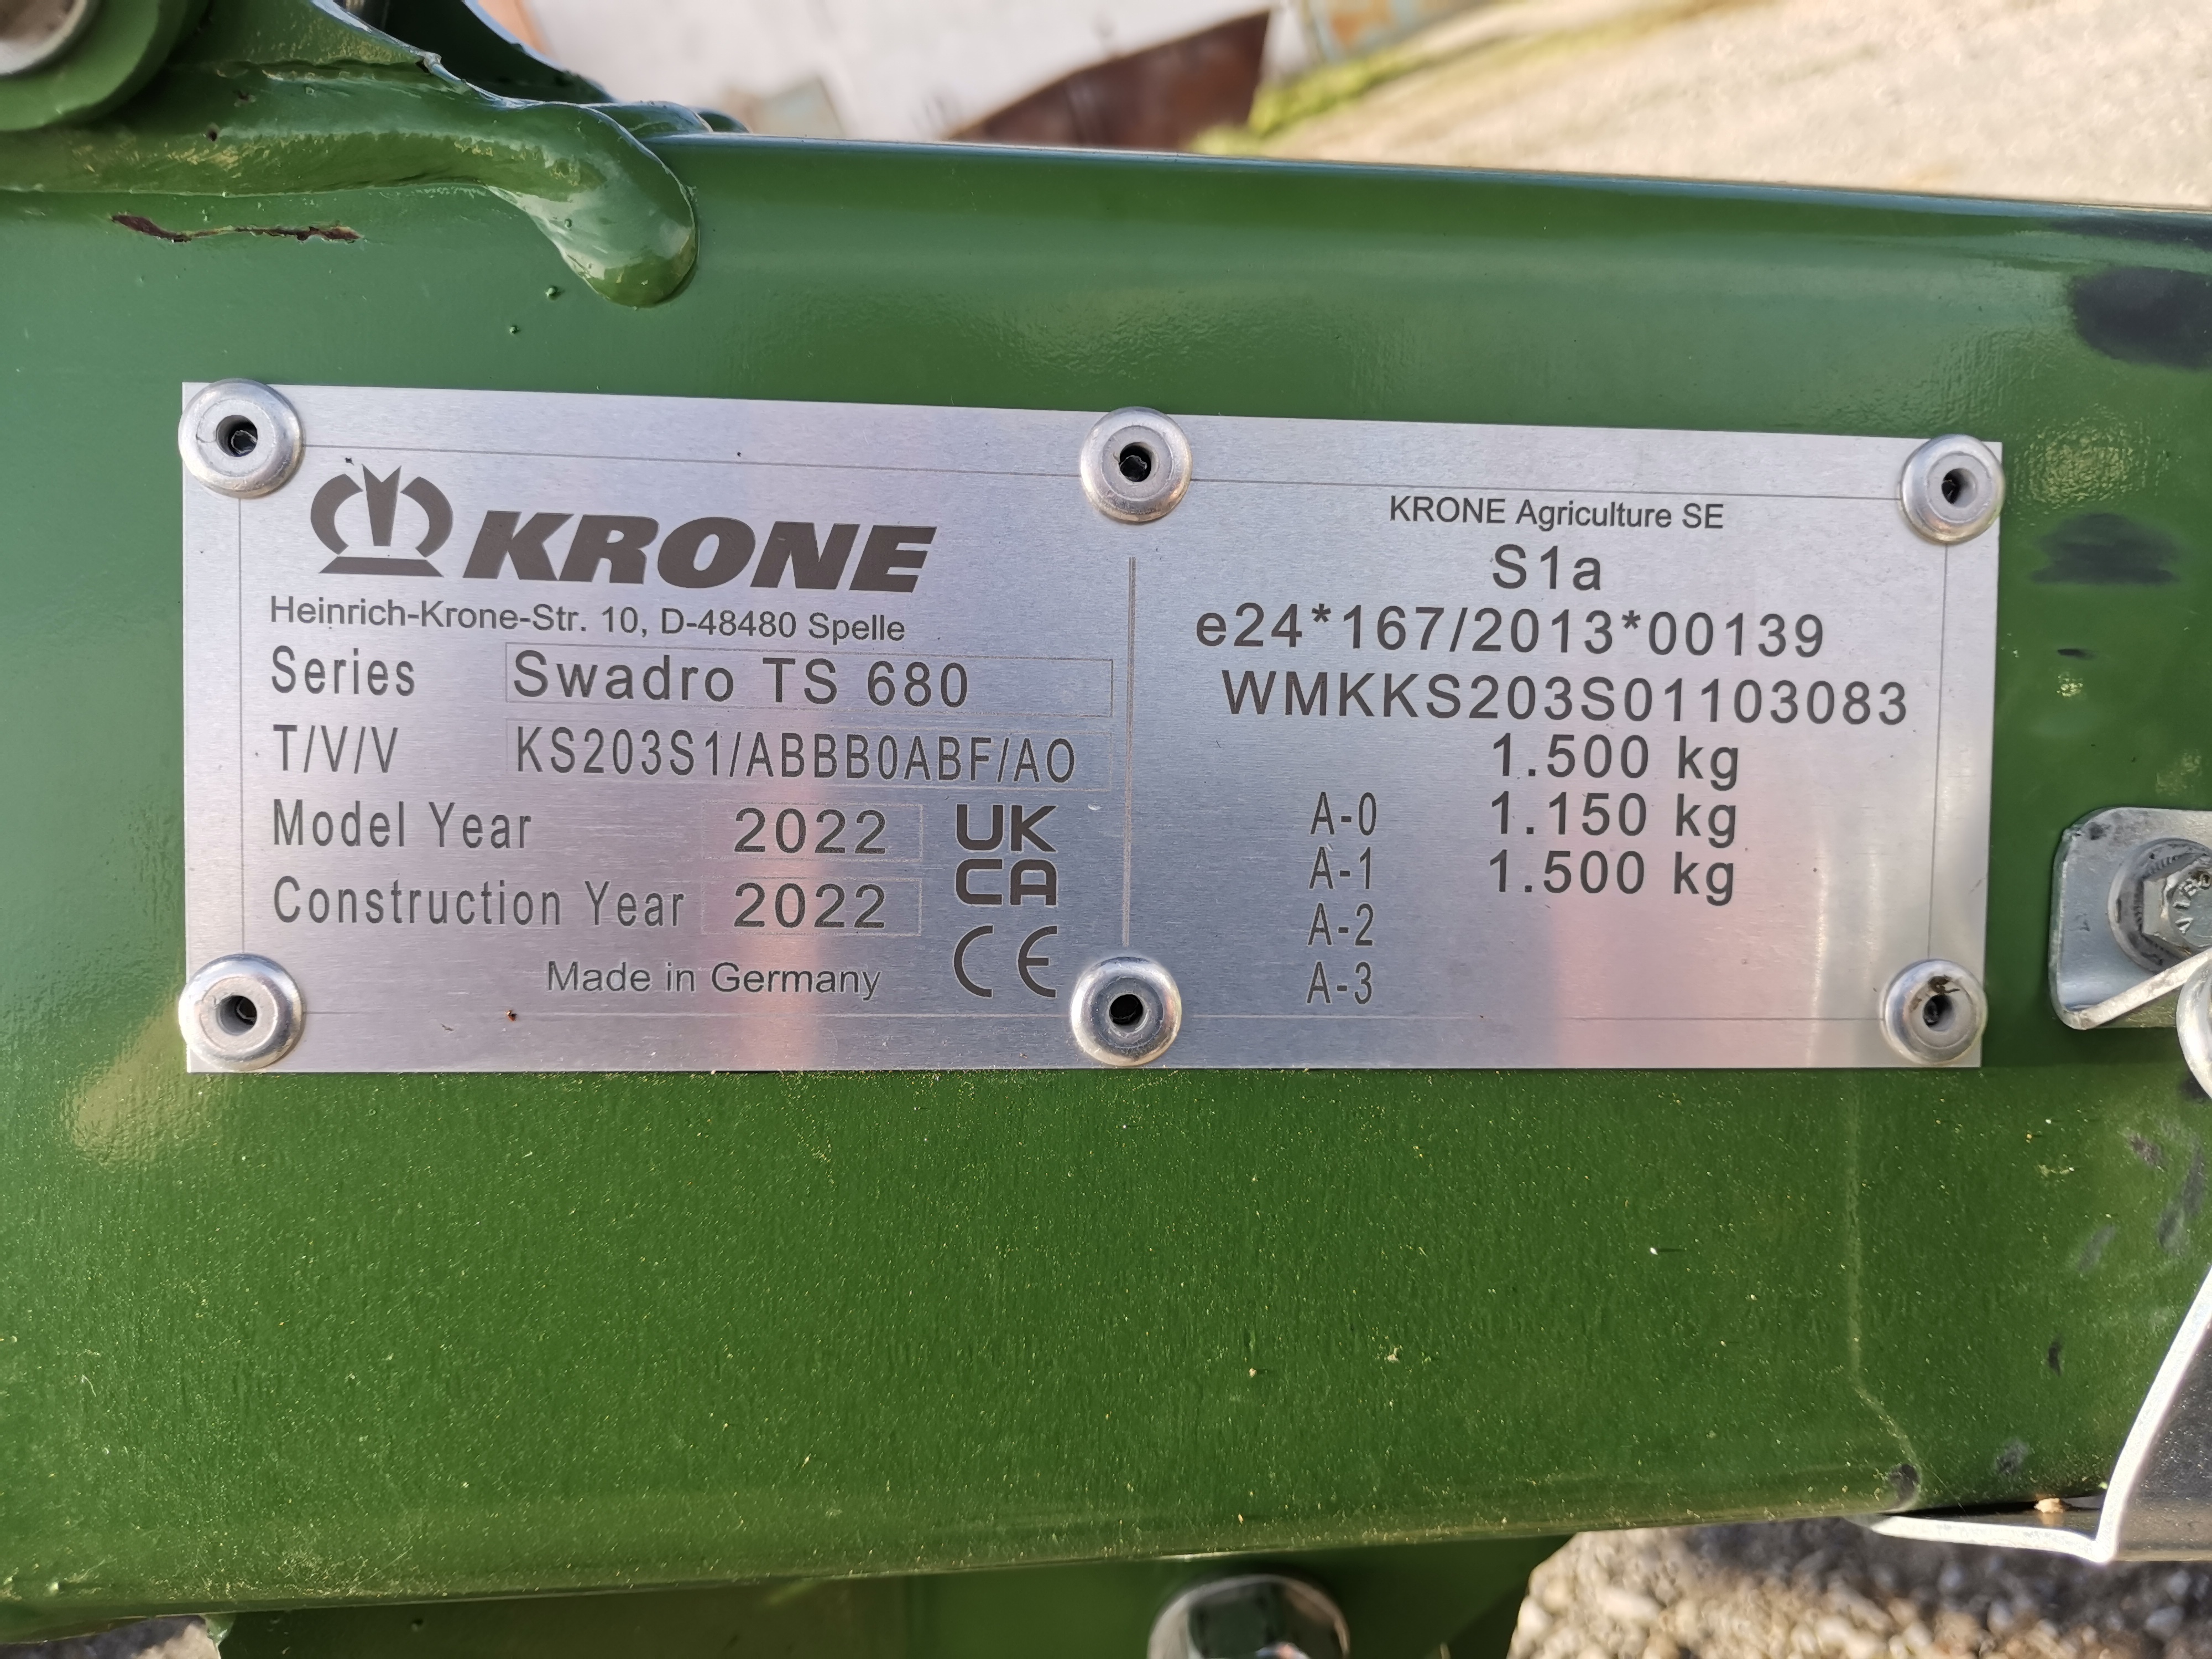 KRONE
Heinrich-Krone-Str. 10, D-48480 Spelle
Series Swadro TS 680
T/V/V KS203S1/ABBB0ABF/AO
Model Year 2022
Construction Year 2022
UK
CA
CE
Made in Germany
KRONE Agriculture SE
S1a
e24*167/2013*00139
WMKKS203S01103083
1.500 kg
A-0 1.150 kg
A-1 1.500 kg
A-2
A-3